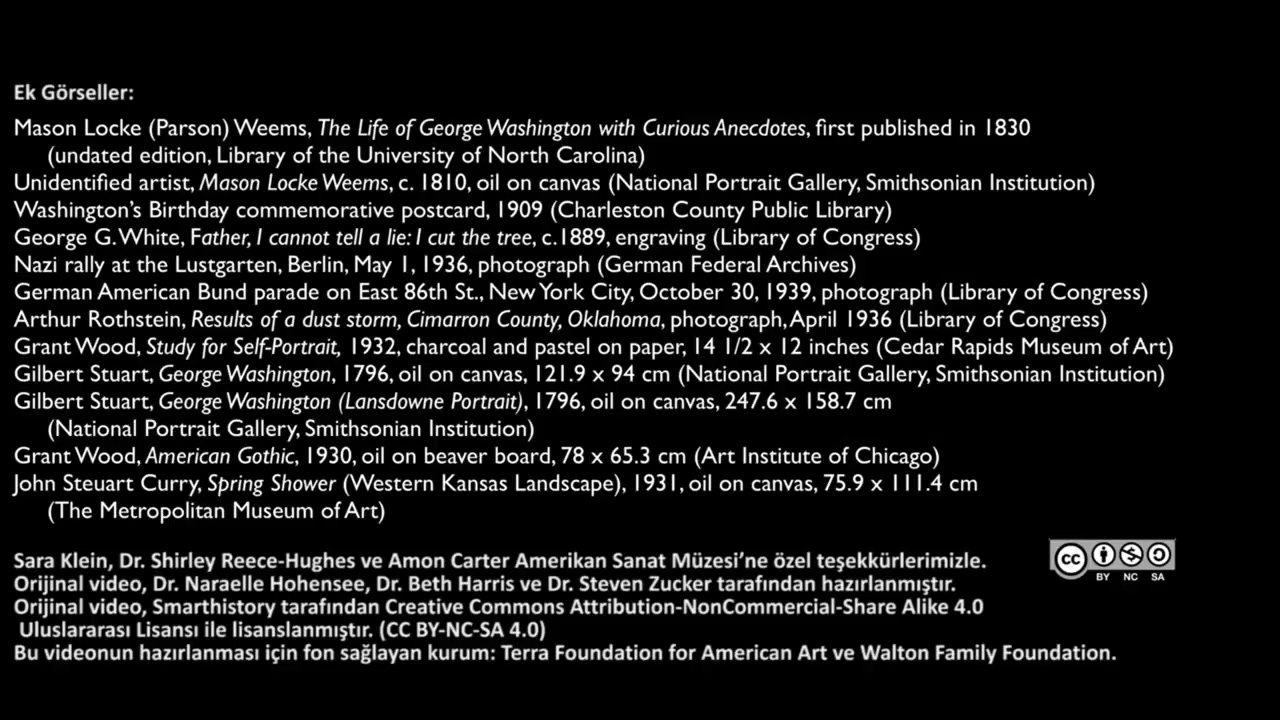 Ek Görseller:
Mason Locke (Parson) Weems, The Life of George Washington with Curious Anecdotes, first published in 1830
(undated edition, Library of the University of North Carolina)
Unidentified artist, Mason Locke Weems, c. 1810, oil on canvas (National Portrait Gallery, Smithsonian Institution)
Washington's Birthday commemorative postcard, 1909 (Charleston County Public Library)
George G. White, Father, I cannot tell a lie: I cut the tree, c.1889, engraving (Library of Congress)
Nazi rally at the Lustgarten, Berlin, May 1, 1936, photograph (German Federal Archives)
German American Bund parade on East 86th St., New York City, October 30, 1939, photograph (Library of Congress)
Arthur Rothstein, Results of a dust storm, Cimarron County, Oklahoma, photograph, April 1936 (Library of Congress)
Grant Wood, Study for Self-Portrait, 1932, charcoal and pastel on paper, 14 1/2 x 12 inches (Cedar Rapids Museum of Art)
Gilbert Stuart, George Washington, 1796, oil on canvas, 121.9 x 94 cm (National Portrait Gallery, Smithsonian Institution)
Gilbert Stuart, George Washington (Lansdowne Portrait), 1796, oil on canvas, 247.6 x 158.7 cm
(National Portrait Gallery, Smithsonian Institution)
Grant Wood, American Gothic, 1930, oil on beaver board, 78 x 65.3 cm (Art Institute of Chicago)
John Steuart Curry, Spring Shower (Western Kansas Landscape), 1931, oil on canvas, 75.9 x 111.4 cm
(The Metropolitan Museum of Art)
Sara Klein, Dr. Shirley Reece-Hughes ve Amon Carter Amerikan Sanat Müzesi'ne özel teşekkürlerimizle.
Orijinal video, Dr. Naraelle Hohensee, Dr. Beth Harris ve Dr. Steven Zucker tarafından hazırlanmıştır.
Orijinal video, Smarthistory tarafından Creative Commons Attribution-NonCommercial-Share Alike 4.0
Uluslararası Lisansı ile lisanslanmıştır. (CC BY-NC-SA 4.0)
Bu videonun hazırlanması için fon sağlayan kurum: Terra Foundation for American Art ve Walton Family Foundation.
cc
BY NC SA